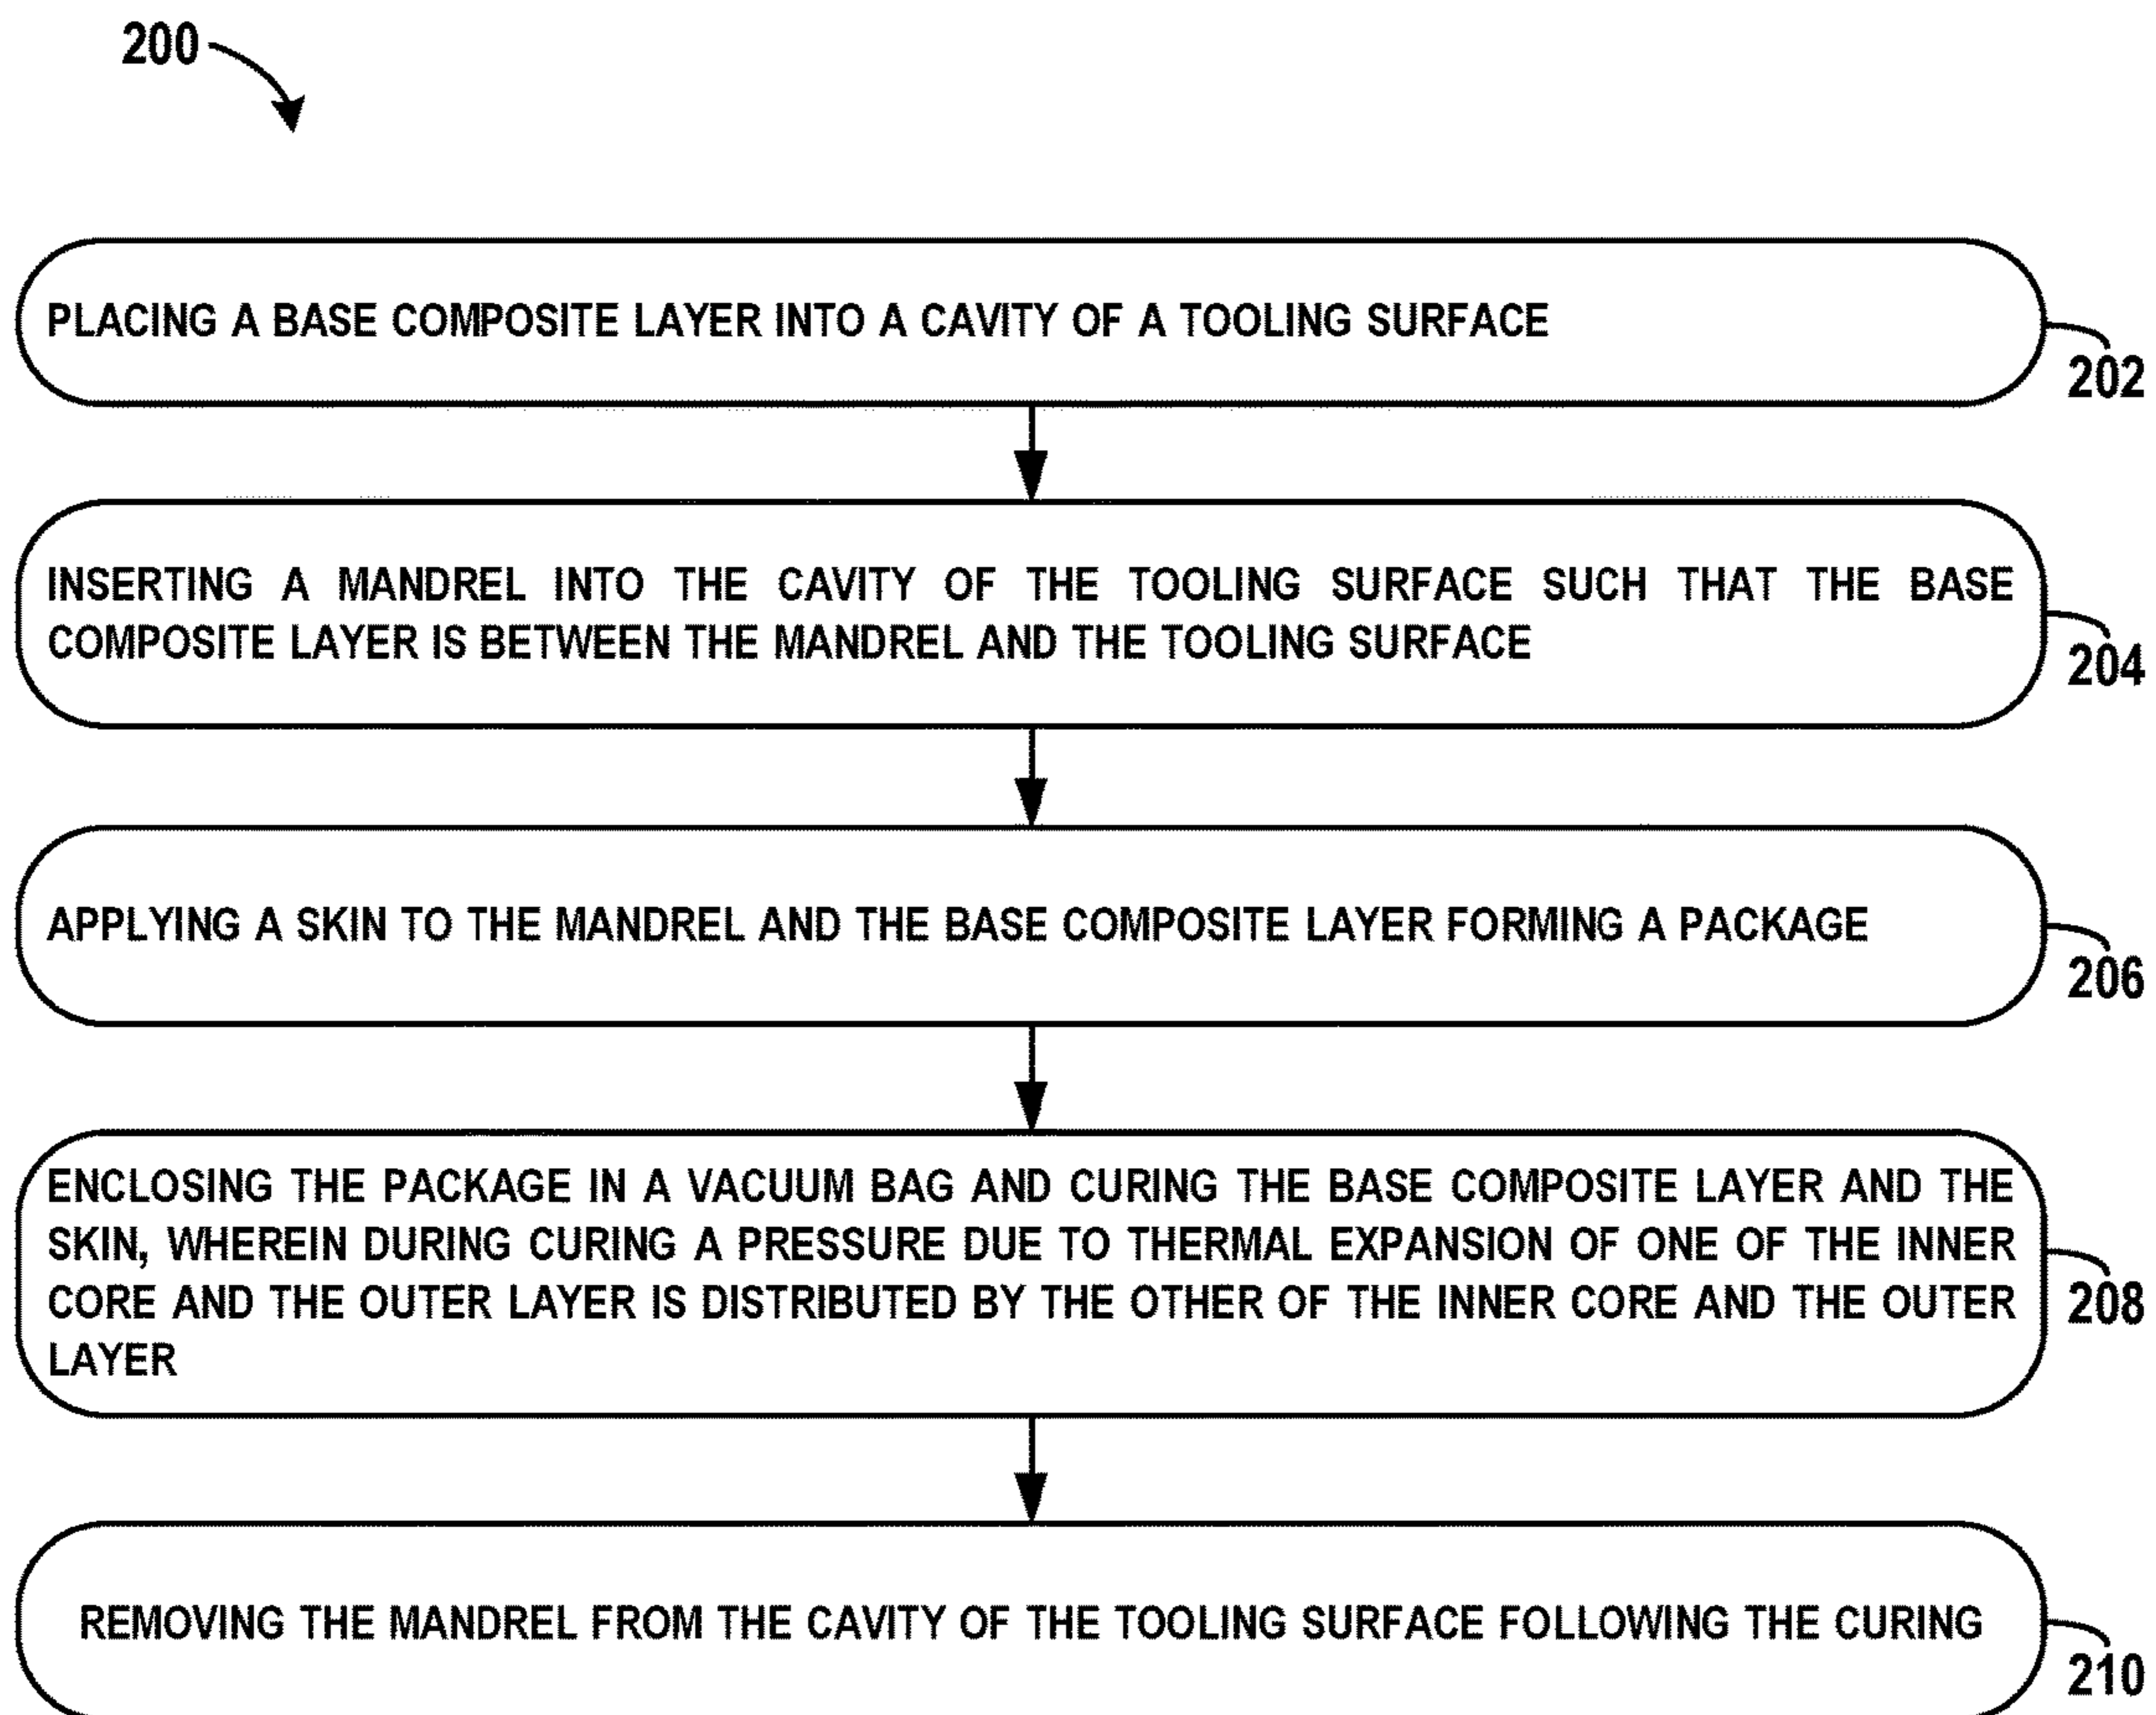 200
PLACING A BASE COMPOSITE LAYER INTO A CAVITY OF A TOOLING SURFACE
202
INSERTING A MANDREL INTO THE CAVITY OF THE TOOLING SURFACE SUCH THAT THE BASE
COMPOSITE LAYER IS BETWEEN THE MANDREL AND THE TOOLING SURFACE
204
APPLYING A SKIN TO THE MANDREL AND THE BASE COMPOSITE LAYER FORMING A PACKAGE
206
ENCLOSING THE PACKAGE IN A VACUUM BAG AND CURING THE BASE COMPOSITE LAYER AND THE
SKIN, WHEREIN DURING CURING A PRESSURE DUE TO THERMAL EXPANSION OF ONE OF THE INNER
CORE AND THE OUTER LAYER IS DISTRIBUTED BY THE OTHER OF THE INNER CORE AND THE OUTER
LAYER
208
REMOVING THE MANDREL FROM THE CAVITY OF THE TOOLING SURFACE FOLLOWING THE CURING
210